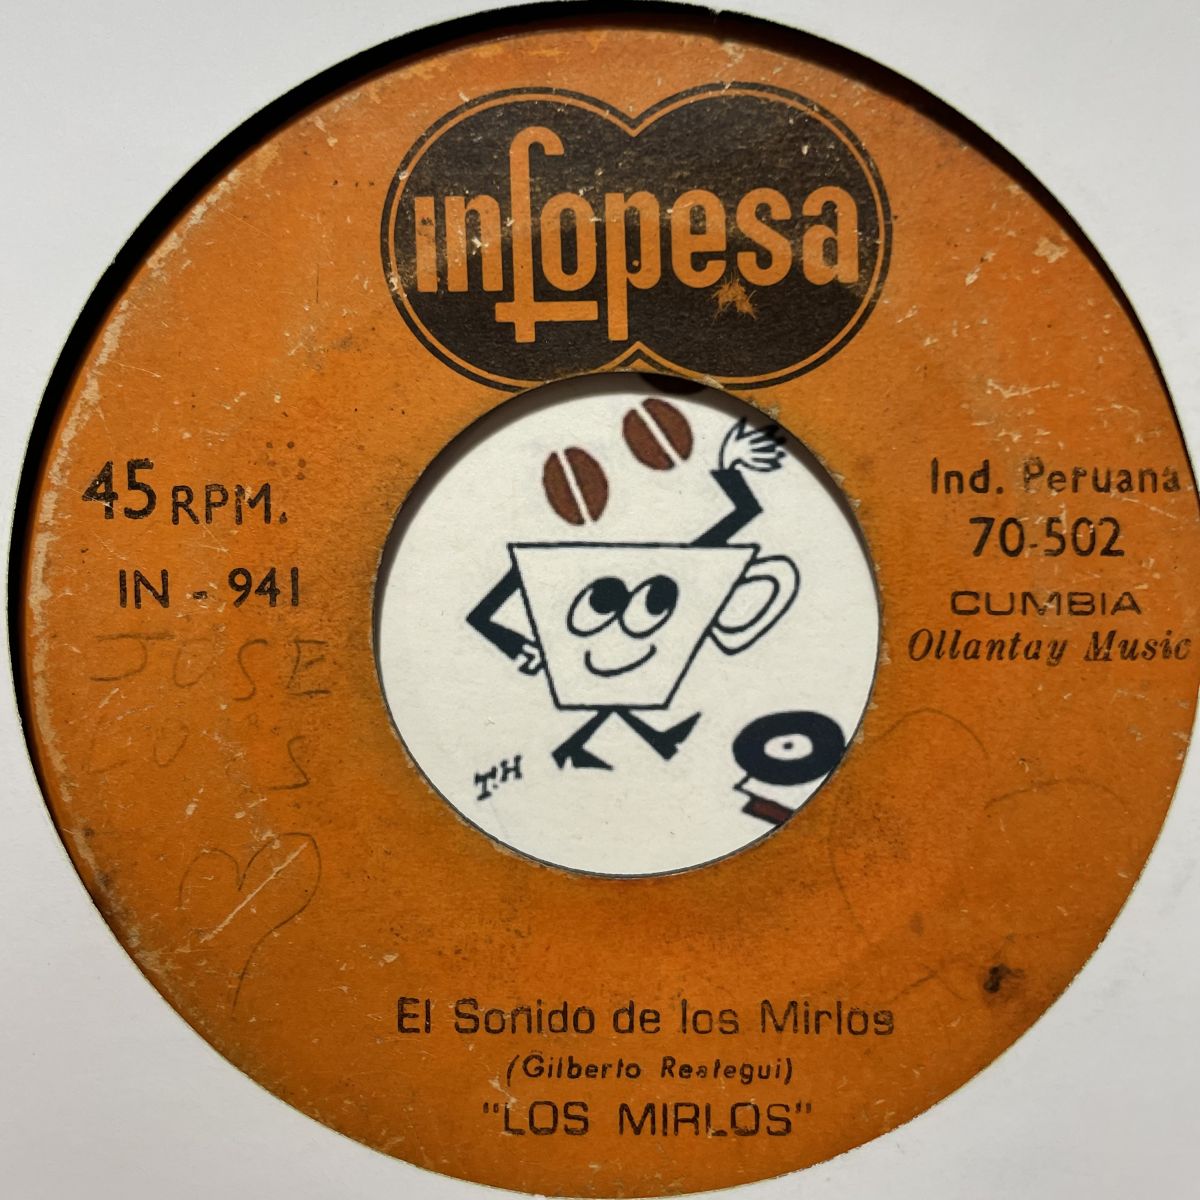 infopesa
45 RPM.
IN - 941
JOSE
Ind. Peruana
70-502
CUMBIA
Ollantay Music
T.H
El Sonido de los Mirlos
(Gilberto Reategui)
"LOS MIRLOS"